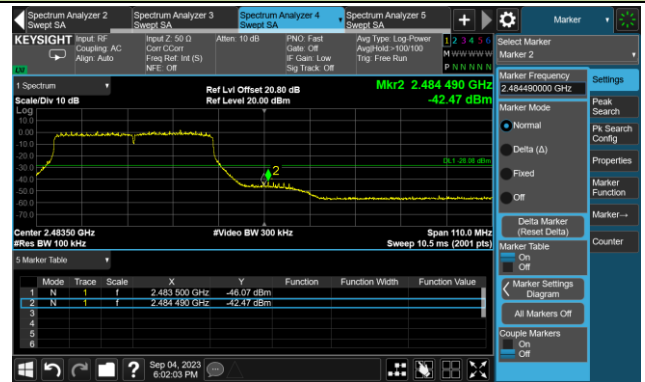 Spectrum Analyzer 2
Swept SA
Spectrum Analyzer 3
Swept SA
Spectrum Analyzer 4
Swept SA
Spectrum Analyzer 5
Swept SA
+
Marker
KEYSIGHT
Input: RF
Coupling: AC
Align: Auto
Input Z: 50 Ω
Corr CCorr
Freq Ref: Int (S)
NFE: Off
Atten: 10 dB
PNO: Fast
Gate: Off
IF Gain: Low
Sig Track: Off
Avg Type: Log-Power
Avg|Hold:>100/100
Trig: Free Run
1 2 3 4 5 6
M W W W W W
P N N N N N
Select Marker
Marker 2
1 Spectrum
Scale/Div 10 dB
Log
Ref Lvl Offset 20.80 dB
Ref Level 20.00 dBm
Mkr2 2.484 490 GHz
-42.47 dBm
10.0
0.00
-10.0
-20.0
-30.0
-40.0
-50.0
-60.0
-70.0
DL1 -28.08 dBm
2
Center 2.48350 GHz
#Res BW 100 kHz
#Video BW 300 kHz
Span 110.0 MHz
Sweep 10.5 ms (2001 pts)
5 Marker Table
Mode Trace Scale X Y Function Function Width Function Value
1 N 1 f 2.483 500 GHz -46.07 dBm
2 N 1 f 2.484 490 GHz -42.47 dBm
3
4
5
6
Marker Frequency
2.484490000 GHz
Marker Mode
Normal
Delta (Δ)
Fixed
Off
Delta Marker
(Reset Delta)
Marker Table
On
Off
Marker Settings
Diagram
All Markers Off
Couple Markers
On
Off
Settings
Peak
Search
Pk Search
Config
Properties
Marker
Function
Marker→
Counter
?
Sep 04, 2023
6:02:03 PM